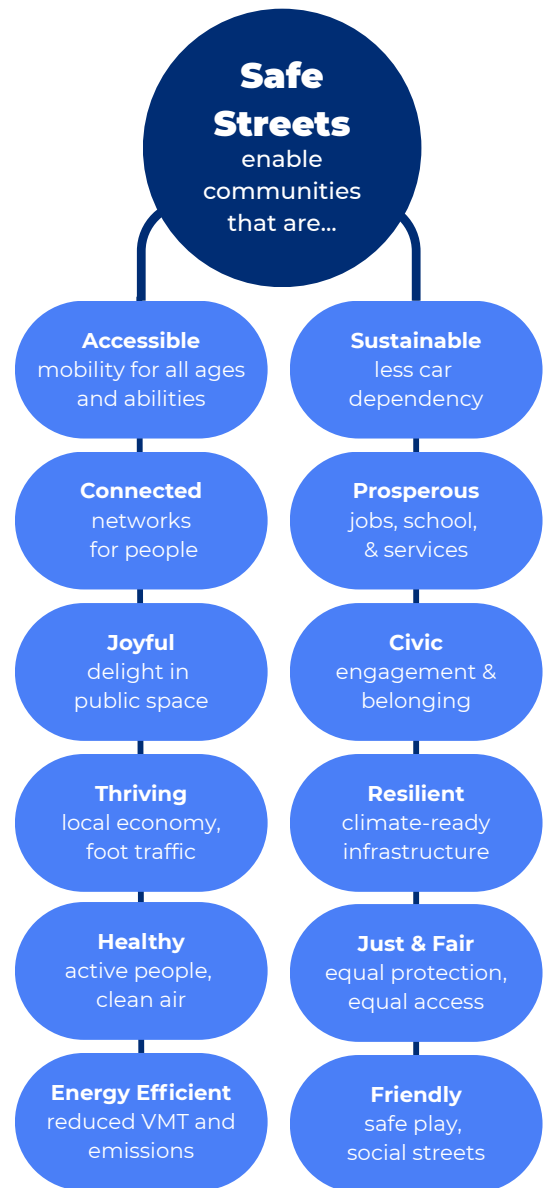 Safe
Streets
enable
communities
that are...
Accessible
mobility for all ages
and abilities
Connected
networks
for people
Joyful
delight in
public space
Thriving
local economy,
foot traffic
Healthy
active people,
clean air
Energy Efficient
reduced VMT and
emissions
Sustainable
less car
dependency
Prosperous
jobs, school,
& services
Civic
engagement &
belonging
Resilient
climate-ready
infrastructure
Just & Fair
equal protection,
equal access
Friendly
safe play,
social streets